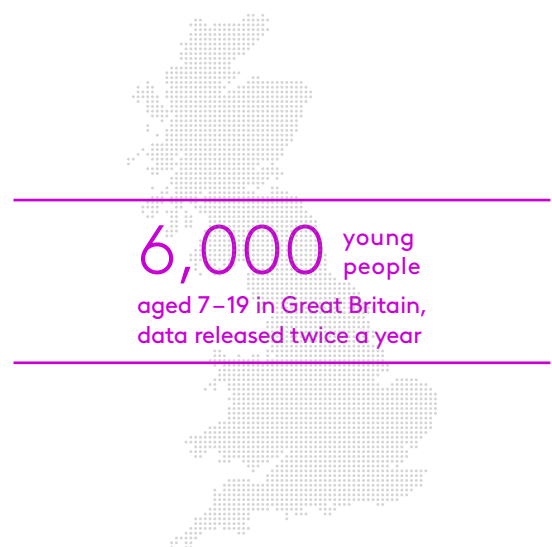 6,000 young
people
aged 7–19 in Great Britain,
data released twice a year